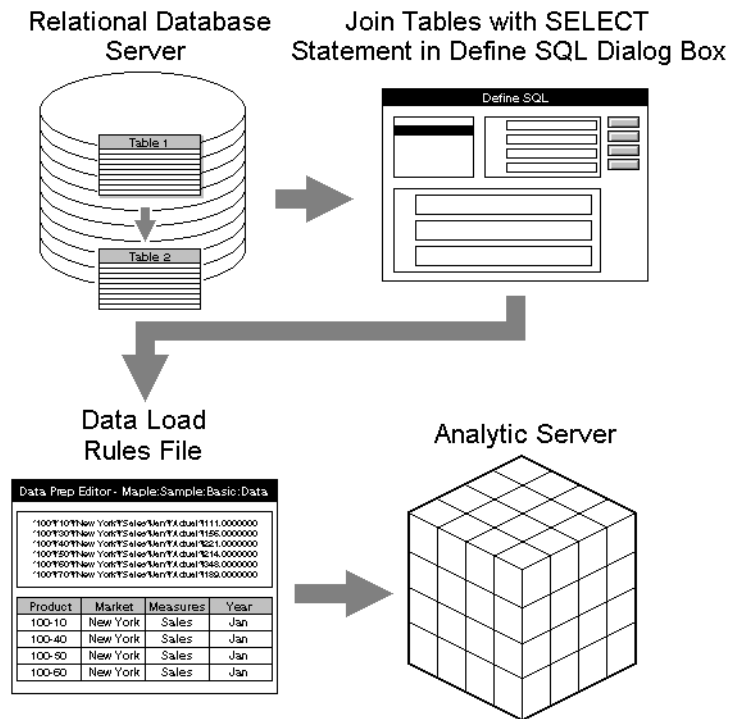 Relational Database
Server
Join Tables with SELECT
Statement in Define SQL Dialog Box
Table 1
Table 2
Define SQL
Data Load
Rules File
Data Prep Editor - Maple:Sample:Basic:Data
Product Market Measures Year
100-10 New York Sales Jan
100-40 New York Sales Jan
100-50 New York Sales Jan
100-60 New York Sales Jan
Analytic Server